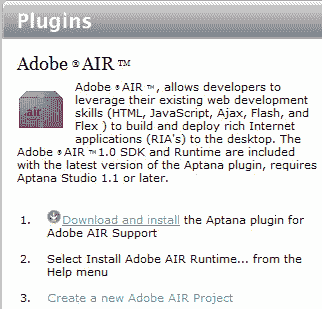 Plugins
Adobe ® AIR ™
Adobe ® AIR ™, allows developers to
leverage their existing web development
skills (HTML, JavaScript, Ajax, Flash, and
Flex ) to build and deploy rich Internet
applications (RIA's) to the desktop. The
Adobe ® AIR ™ 1.0 SDK and Runtime are included
with the latest version of the Aptana plugin, requires
Aptana Studio 1.1 or later.
.air
1. Download and install the Aptana plugin for
Adobe AIR Support
2. Select Install Adobe AIR Runtime... from the
Help menu
3. Create a new Adobe AIR Project